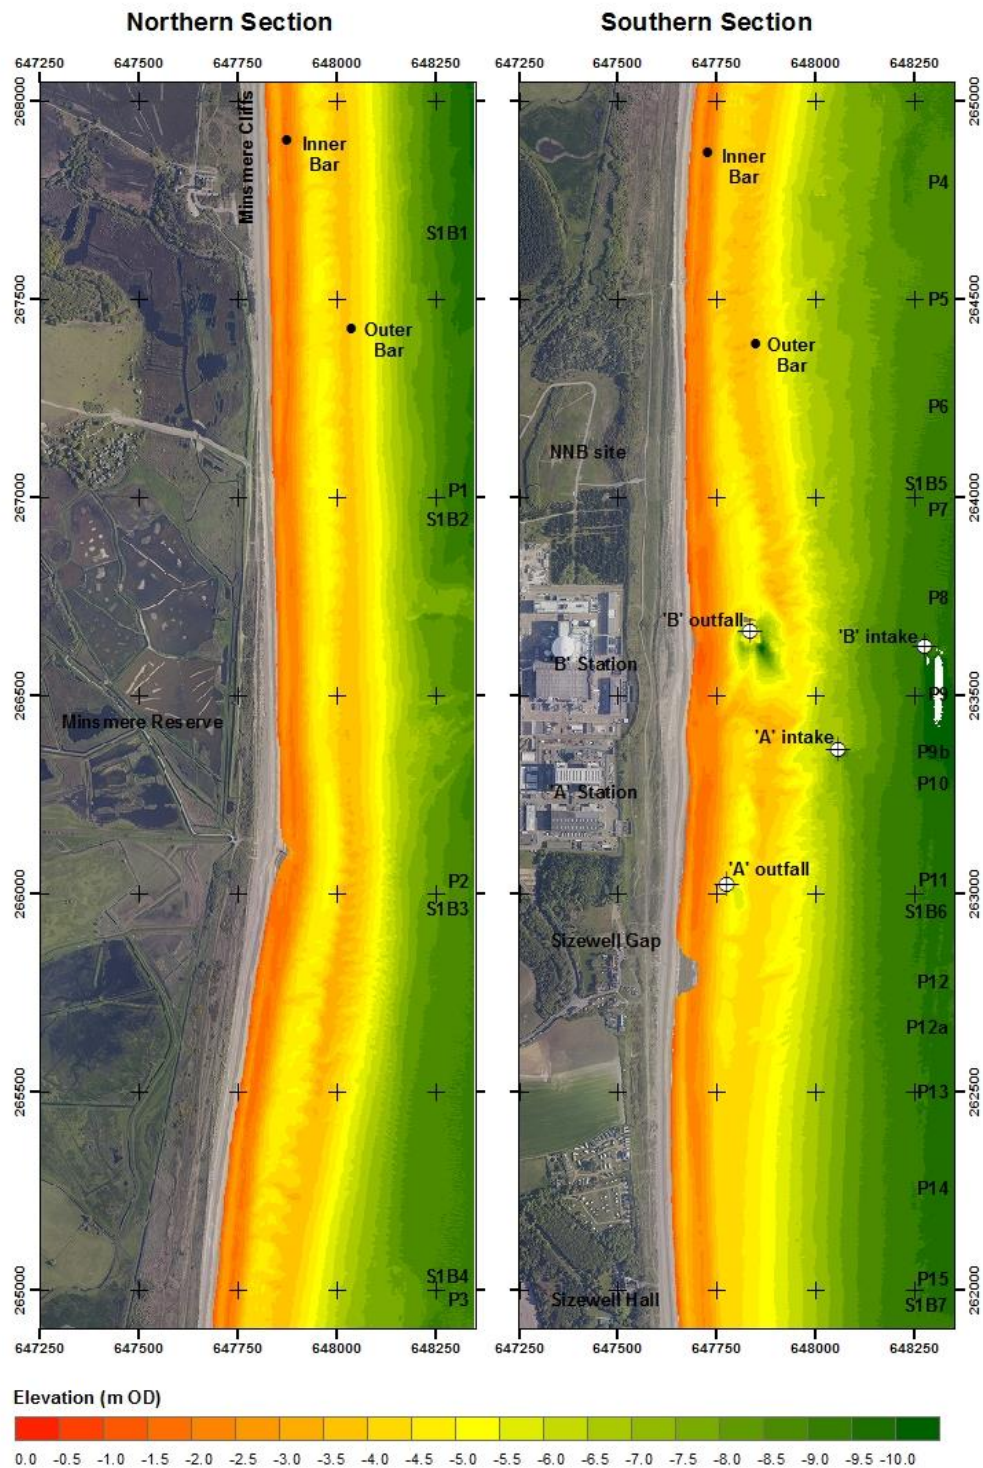 Northern Section
Southern Section
647250 647500 647750 648000 648250
647250 647500 647750 648000 648250
268000
267500
267000
266500
266000
265500
265000
Minsmere Cliffs
Inner
Bar
S1B1
Outer
Bar
P1
S1B2
Minsmere Reserve
P2
S1B3
S1B4
P3
265000
264500
264000
263500
263000
262500
262000
Inner
Bar
P4
P5
Outer
Bar
P6
NNB site
S1B5
P7
P8
'B' outfall
'B' intake
'B' Station
P9
'A' intake
P9b
P10
'A' Station
'A' outfall
P11
S1B6
Sizewell Gap
P12
P12a
P13
P14
P15
Sizewell Hall
S1B7
647250 647500 647750 648000 648250
647250 647500 647750 648000 648250
Elevation (m OD)
0.0 -0.5 -1.0 -1.5 -2.0 -2.5 -3.0 -3.5 -4.0 -4.5 -5.0 -5.5 -6.0 -6.5 -7.0 -7.5 -8.0 -8.5 -9.0 -9.5 -10.0